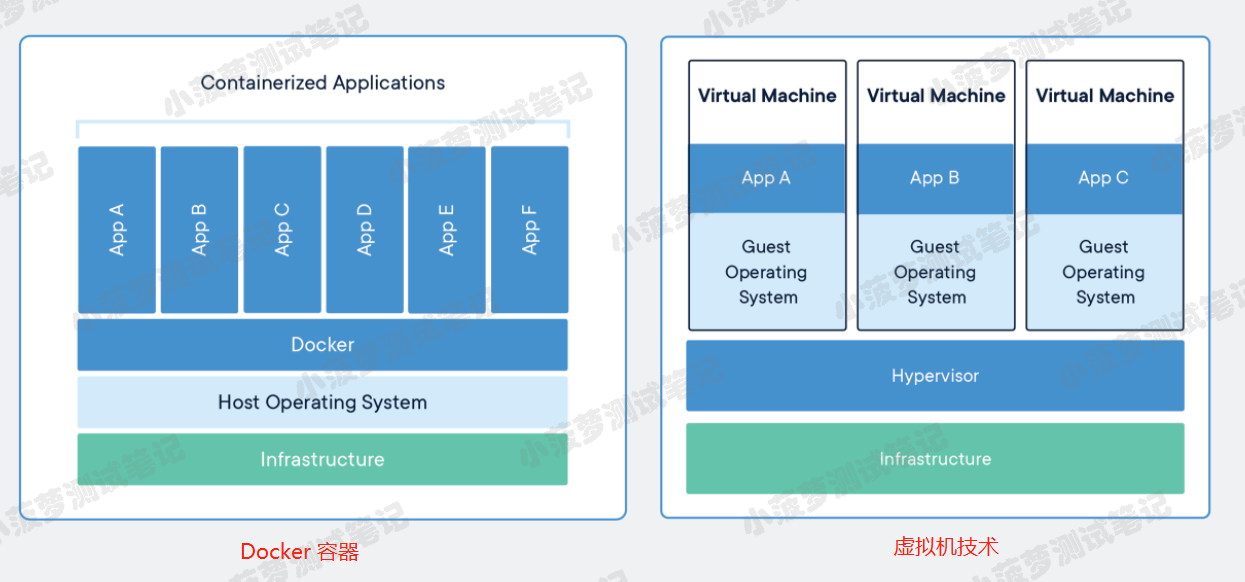 Containerized Applications
App A
App B
App C
App D
App E
App F
Docker
Host Operating System
Infrastructure
Docker 容器
Virtual Machine
App A
Guest
Operating
System
Virtual Machine
App B
Guest
Operating
System
Virtual Machine
App C
Guest
Operating
System
Hypervisor
Infrastructure
虚拟机技术
小菠萝测试笔记